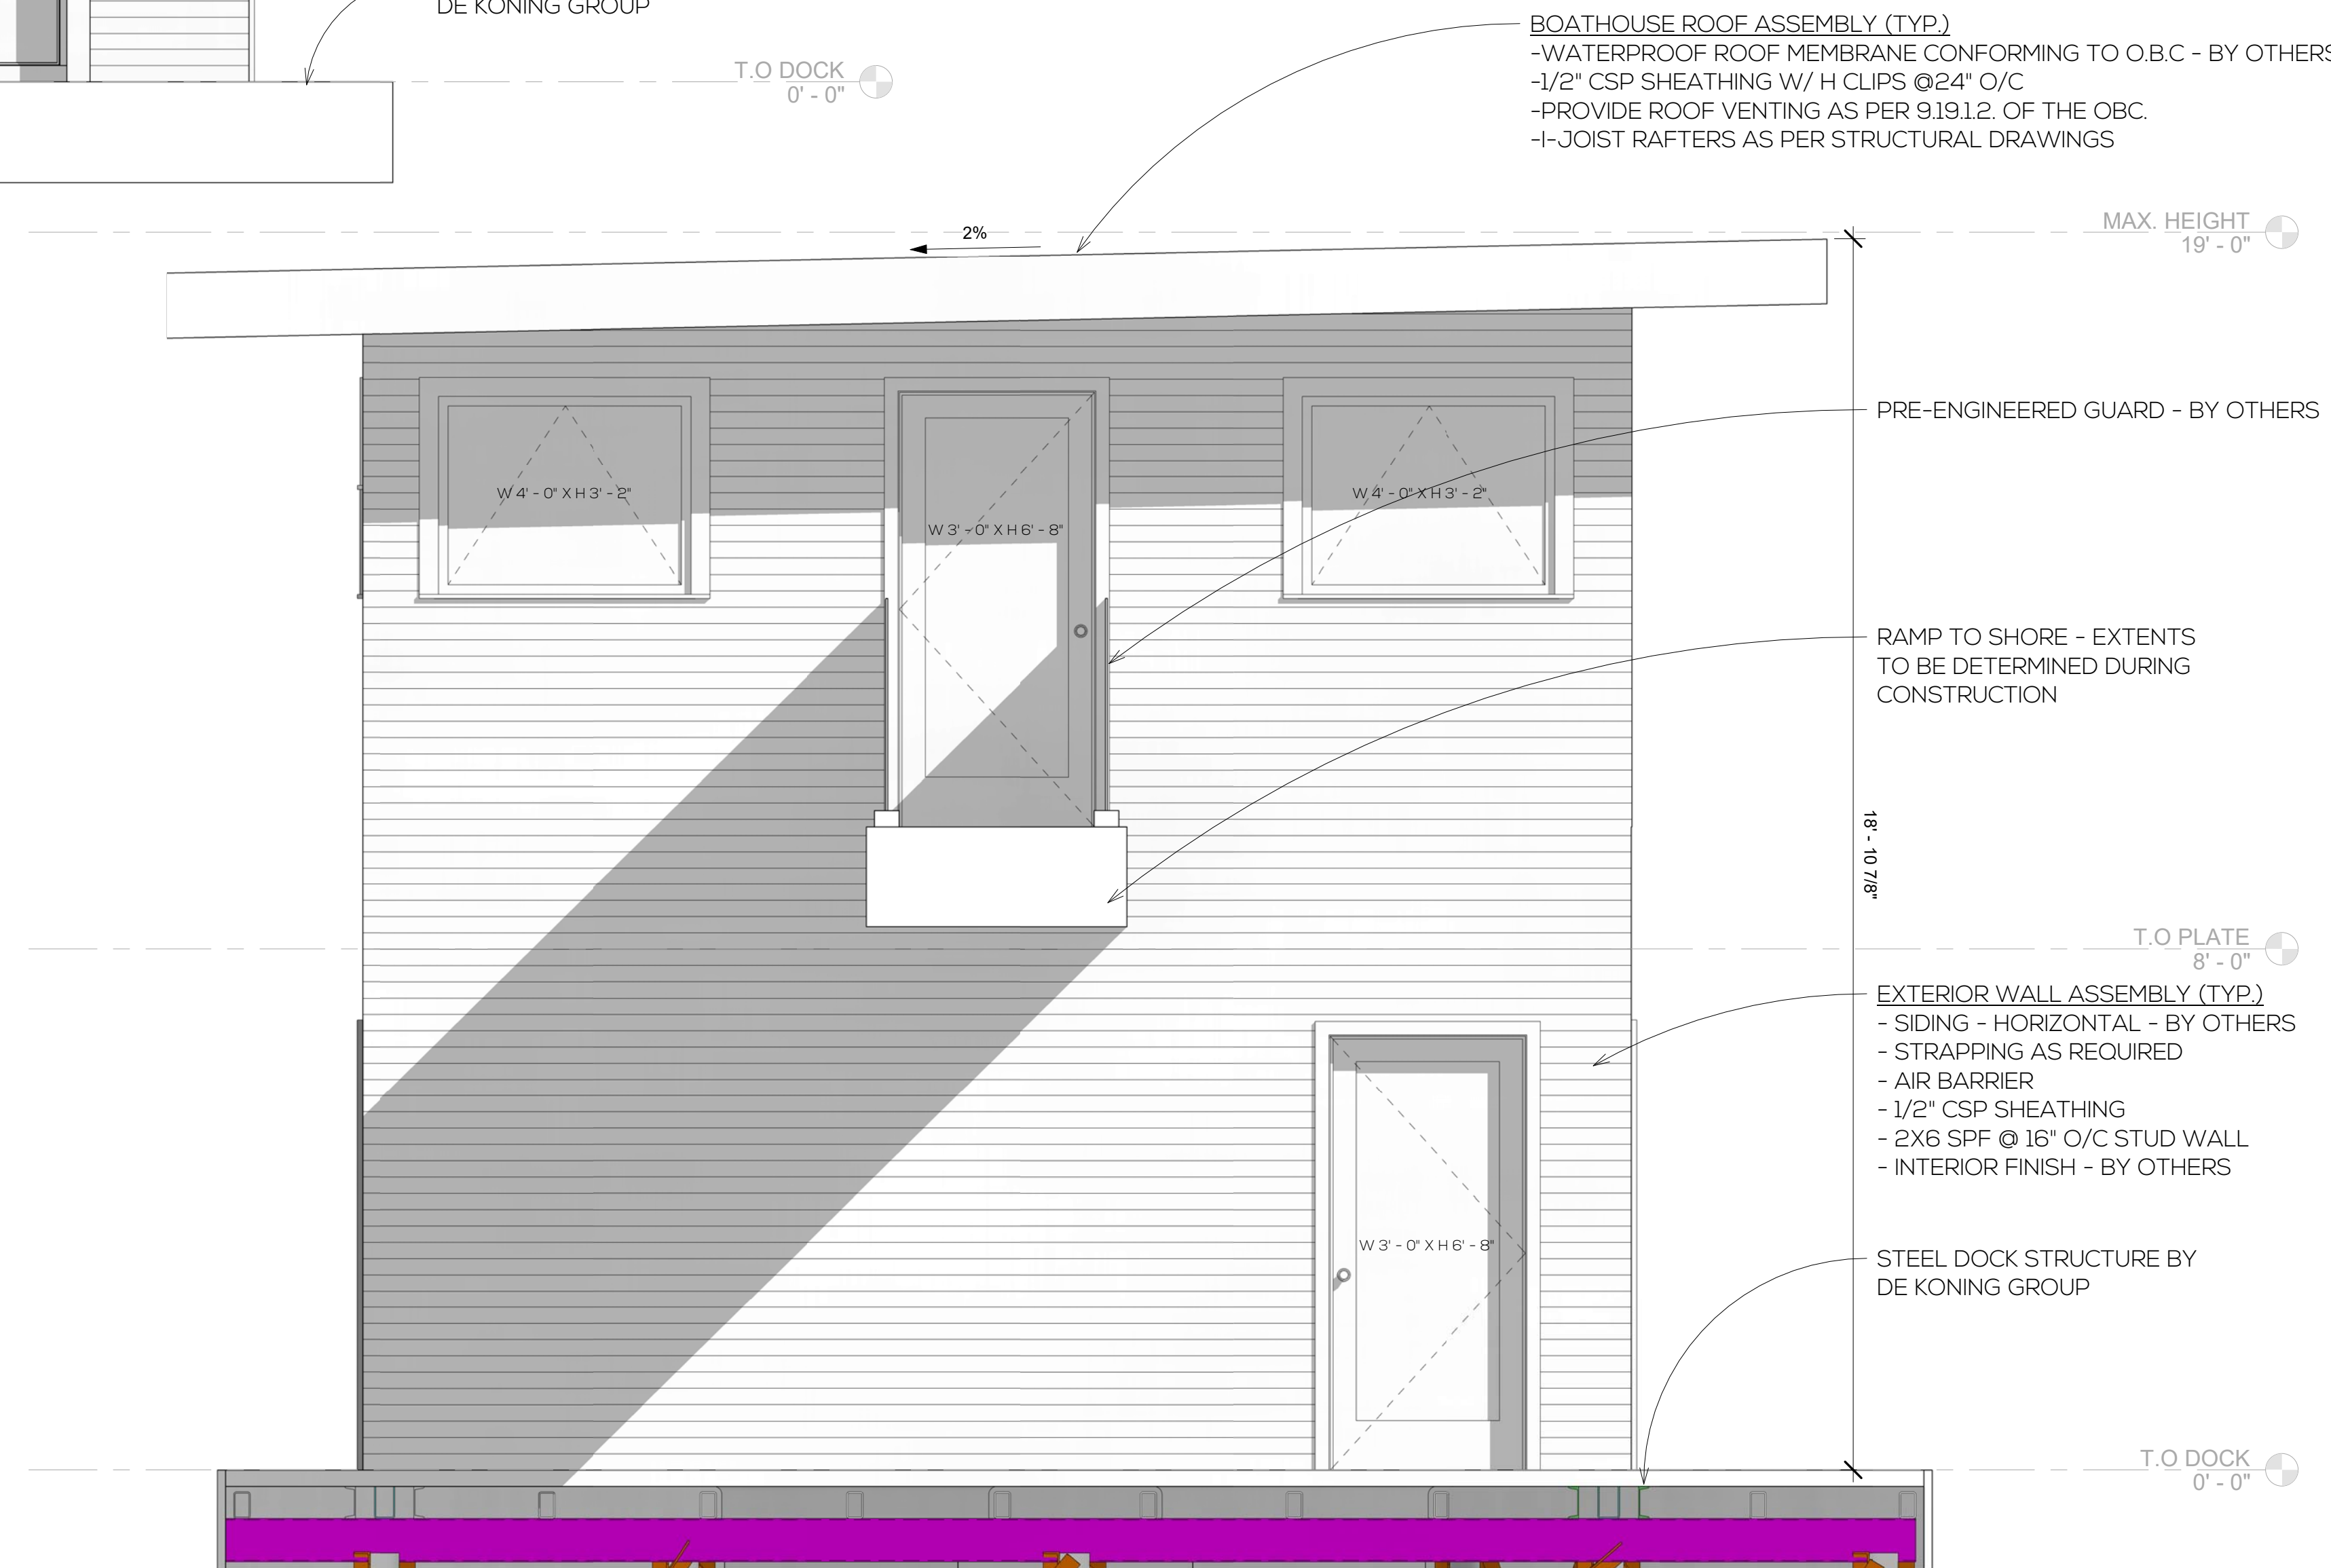 DE KONING GROUP
T.O DOCK
0' - 0"
BOATHOUSE ROOF ASSEMBLY (TYP.)
-WATERPROOF ROOF MEMBRANE CONFORMING TO O.B.C - BY OTHERS
-1/2" CSP SHEATHING W/ H CLIPS @24" O/C
-PROVIDE ROOF VENTING AS PER 9.19.1.2. OF THE OBC.
-I-JOIST RAFTERS AS PER STRUCTURAL DRAWINGS
MAX. HEIGHT
19' - 0"
2%
PRE-ENGINEERED GUARD - BY OTHERS
W 4' - 0" X H 3' - 2"
W 3' - 0" X H 6' - 8"
W 4' - 0" X H 3' - 2"
RAMP TO SHORE - EXTENTS
TO BE DETERMINED DURING
CONSTRUCTION
18' - 10 7/8"
T.O PLATE
8' - 0"
EXTERIOR WALL ASSEMBLY (TYP.)
- SIDING - HORIZONTAL - BY OTHERS
- STRAPPING AS REQUIRED
- AIR BARRIER
- 1/2" CSP SHEATHING
- 2X6 SPF @ 16" O/C STUD WALL
- INTERIOR FINISH - BY OTHERS
W 3' - 0" X H 6' - 8"
STEEL DOCK STRUCTURE BY
DE KONING GROUP
T.O DOCK
0' - 0"